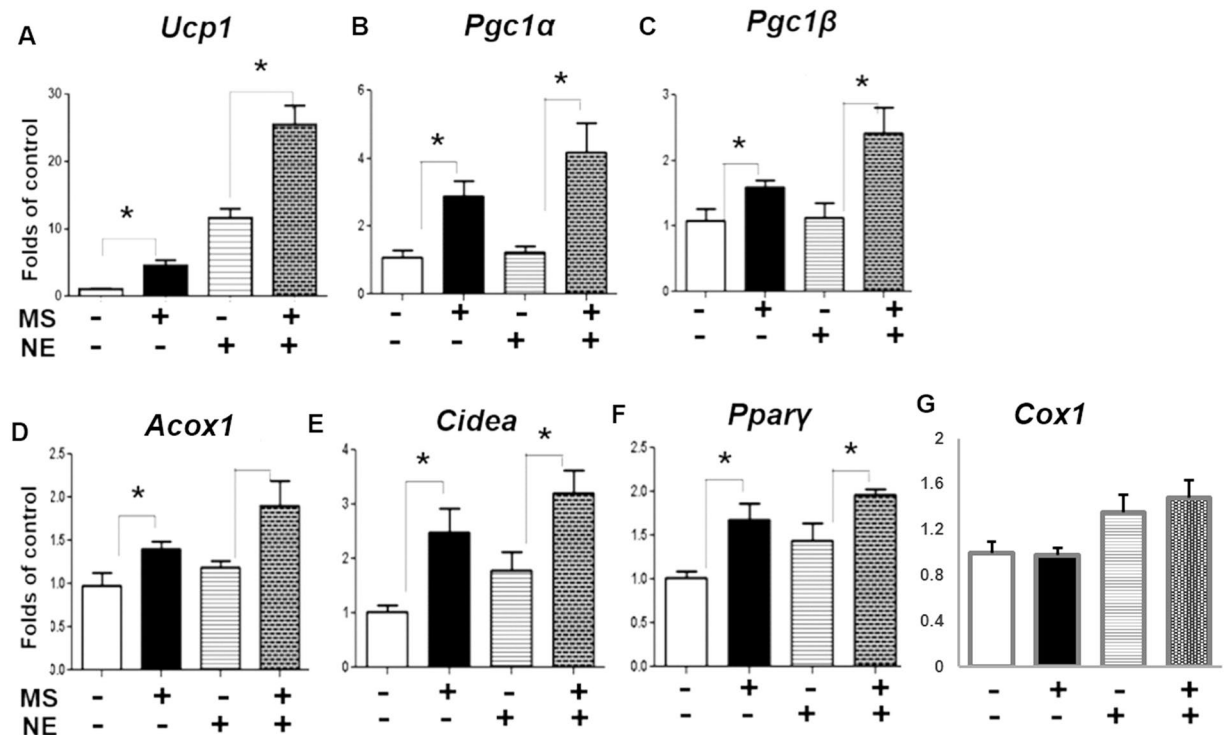 A Ucp1
*
*
Folds of control
30
20
10
0
MS - + - +
NE - - + +
B Pgc1α
*
*
6
4
2
0
- + - +
- - + +
C Pgc1β
*
*
3
2
1
0
- + - +
- - + +
D Acox1
*
Folds of control
2.5
2.0
1.5
1.0
0.5
0.0
MS - + - +
NE - - + +
E Cidea
*
*
4
3
2
1
0
- + - +
- - + +
F Pparγ
*
*
2.5
2.0
1.5
1.0
0.5
0.0
- + - +
- - + +
G Cox1
2
1.6
1.2
0.8
0.4
0
- + - +
- - + +